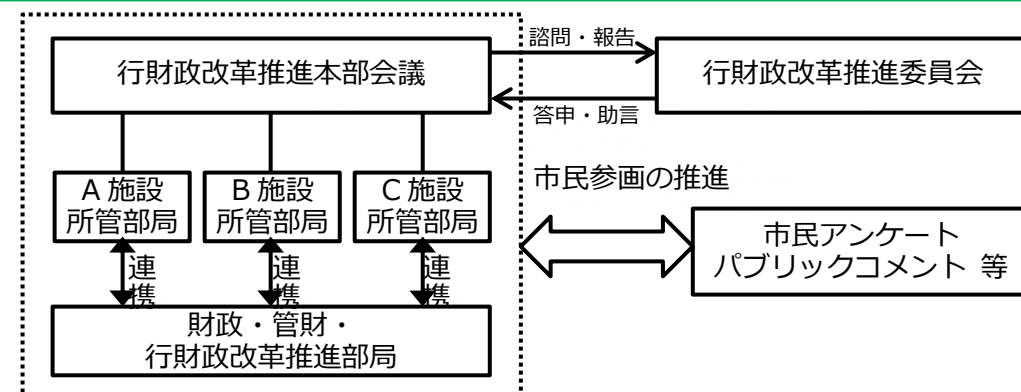 諮問・報告
行財政改革推進本部会議
行財政改革推進委員会
答申・助言
市民参画の推進
A 施設
所管部局
B 施設
所管部局
C 施設
所管部局
市民アンケート
パブリックコメント 等
連携
連携
連携
財政・管財・
行財政改革推進部局